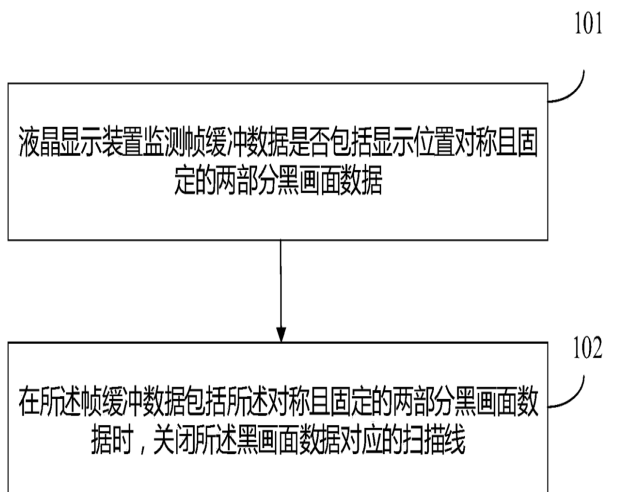 101
液晶显示装置监测帧缓冲数据是否包括显示位置对称且固
定的两部分黑画面数据
102
在所述帧缓冲数据包括所述对称且固定的两部分黑画面数
据时，关闭所述黑画面数据对应的扫描线